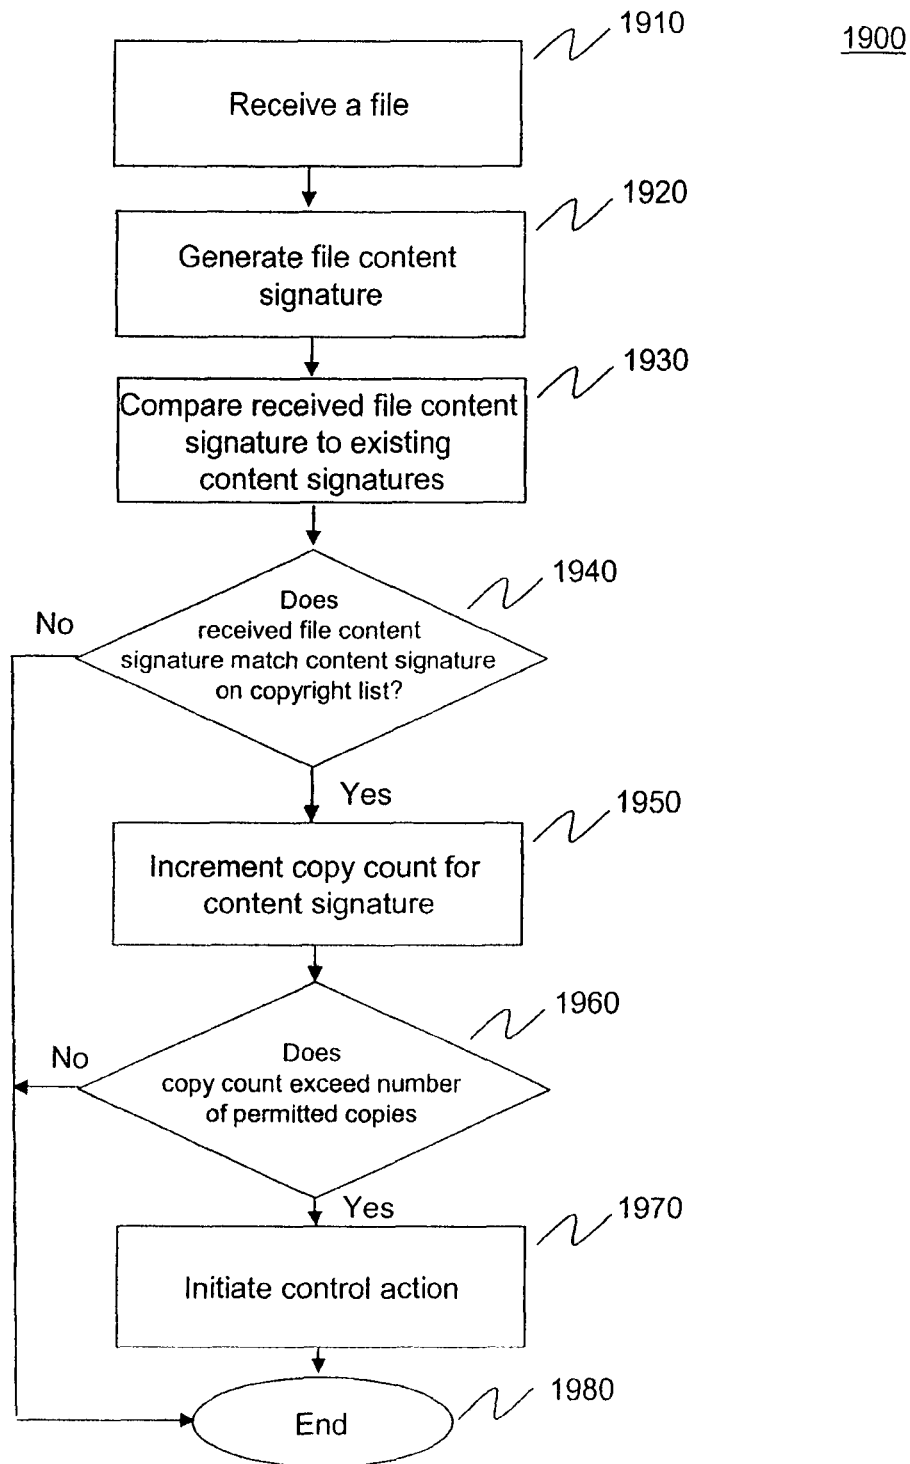 1910
1900
Receive a file
1920
Generate file content
signature
1930
Compare received file content
signature to existing
content signatures
1940
Does
received file content
signature match content signature
on copyright list?
No
Yes
1950
Increment copy count for
content signature
1960
Does
copy count exceed number
of permitted copies
No
Yes
1970
Initiate control action
1980
End